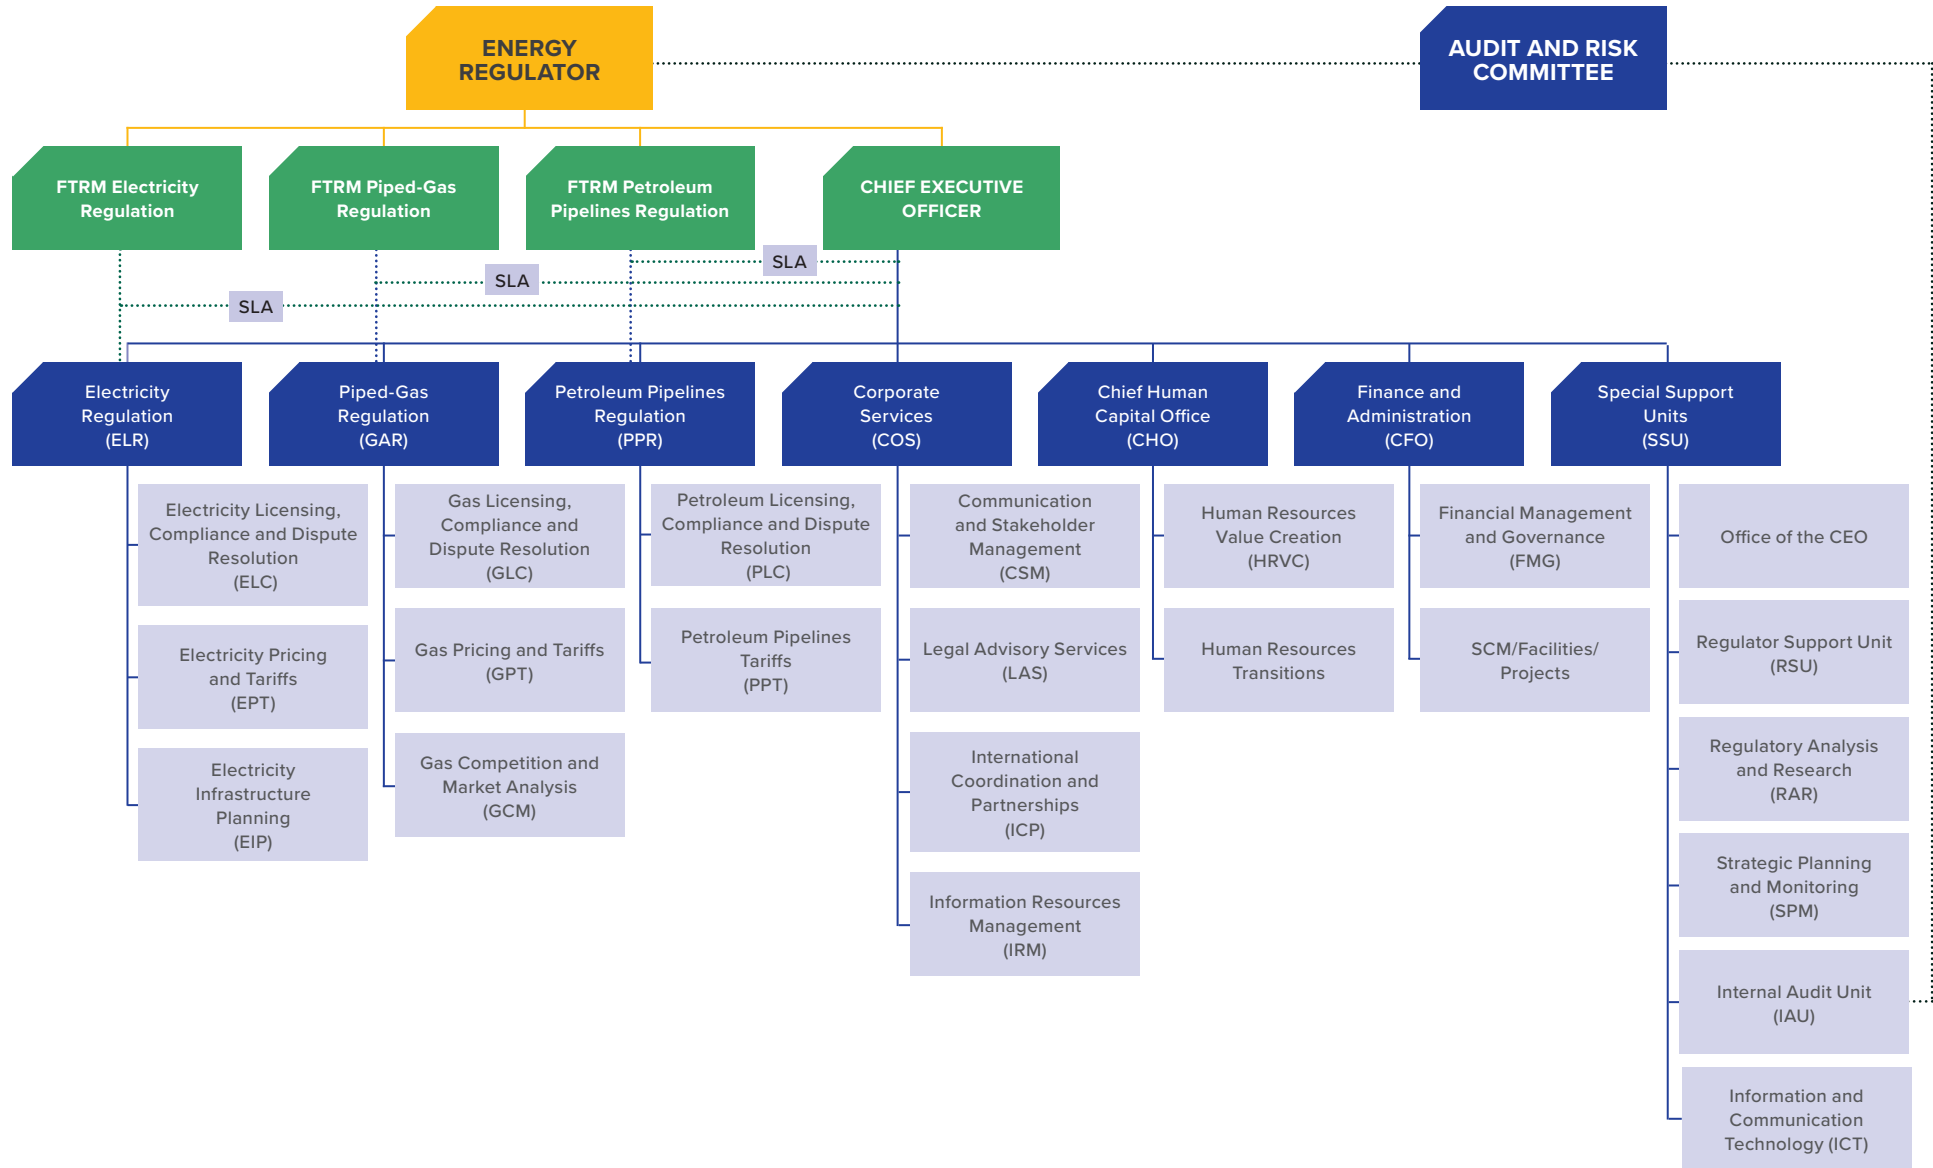 ENERGY
REGULATOR
AUDIT AND RISK
COMMITTEE
FTRM Electricity
Regulation
FTRM Piped-Gas
Regulation
FTRM Petroleum
Pipelines Regulation
CHIEF EXECUTIVE
OFFICER
SLA
SLA
SLA
Electricity
Regulation
(ELR)
Piped-Gas
Regulation
(GAR)
Petroleum Pipelines
Regulation
(PPR)
Corporate
Services
(COS)
Chief Human
Capital Office
(CHO)
Finance and
Administration
(CFO)
Special Support
Units
(SSU)
Electricity Licensing,
Compliance and Dispute
Resolution
(ELC)
Electricity Pricing
and Tariffs
(EPT)
Electricity
Infrastructure
Planning
(EIP)
Gas Licensing,
Compliance and
Dispute Resolution
(GLC)
Gas Pricing and Tariffs
(GPT)
Gas Competition and
Market Analysis
(GCM)
Petroleum Licensing,
Compliance and Dispute
Resolution
(PLC)
Petroleum Pipelines
Tariffs
(PPT)
Communication
and Stakeholder
Management
(CSM)
Legal Advisory Services
(LAS)
International
Coordination and
Partnerships
(ICP)
Information Resources
Management
(IRM)
Human Resources
Value Creation
(HRVC)
Human Resources
Transitions
Financial Management
and Governance
(FMG)
SCM/Facilities/
Projects
Office of the CEO
Regulator Support Unit
(RSU)
Regulatory Analysis
and Research
(RAR)
Strategic Planning
and Monitoring
(SPM)
Internal Audit Unit
(IAU)
Information and
Communication
Technology (ICT)